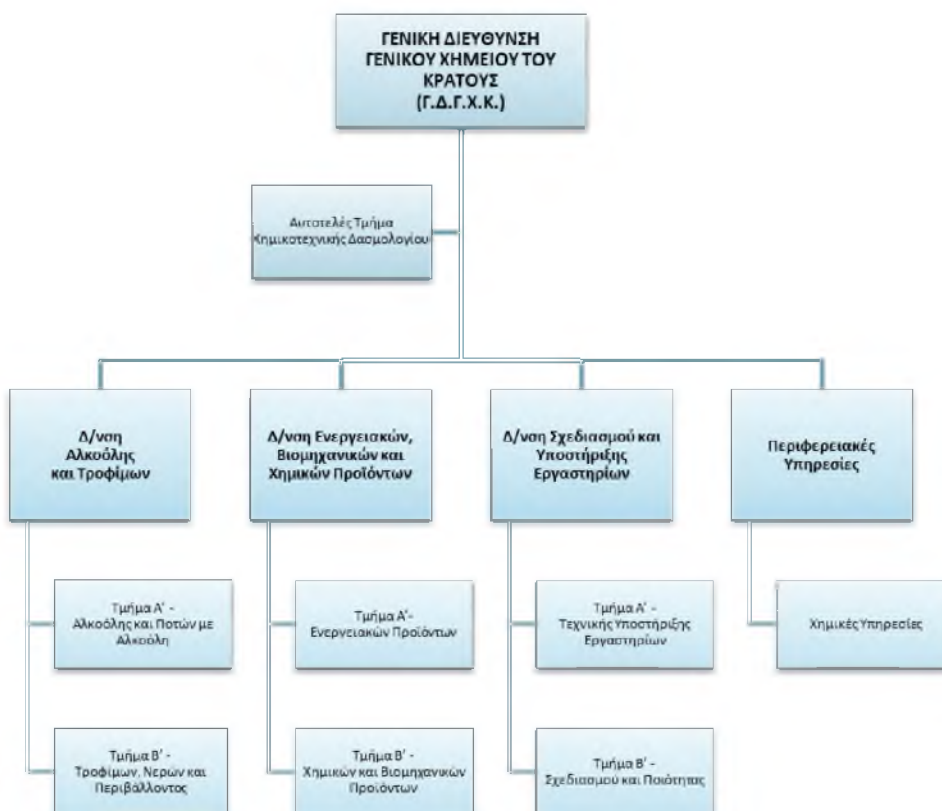 ΓΕΝΙΚΗ ΔΙΕΥΘΥΝΣΗ
ΓΕΝΙΚΟΥ ΧΗΜΕΙΟΥ ΤΟΥ
ΚΡΑΤΟΥΣ
(Γ.Δ.Γ.Χ.Κ.)
Αυτοτελές Τμήμα
Χημικοτεχνικής Δασμολογίου
Δ/νση
Αλκοόλης
και Τροφίμων
Τμήμα Α' -
Αλκοόλης και Ποτών με
Αλκοόλη
Τμήμα Β' -
Τροφίμων, Νερών και
Περιβάλλοντος
Δ/νση Ενεργειακών,
Βιομηχανικών και
Χημικών Προϊόντων
Τμήμα Α'-
Ενεργειακών Προϊόντων
Τμήμα Β' -
Χημικών και Βιομηχανικών
Προϊόντων
Δ/νση Σχεδιασμού και
Υποστήριξης
Εργαστηρίων
Τμήμα Α' -
Τεχνικής Υποστήριξης
Εργαστηρίων
Τμήμα Β' -
Σχεδιασμού και Ποιότητας
Περιφερειακές
Υπηρεσίες
Χημικές Υπηρεσίες